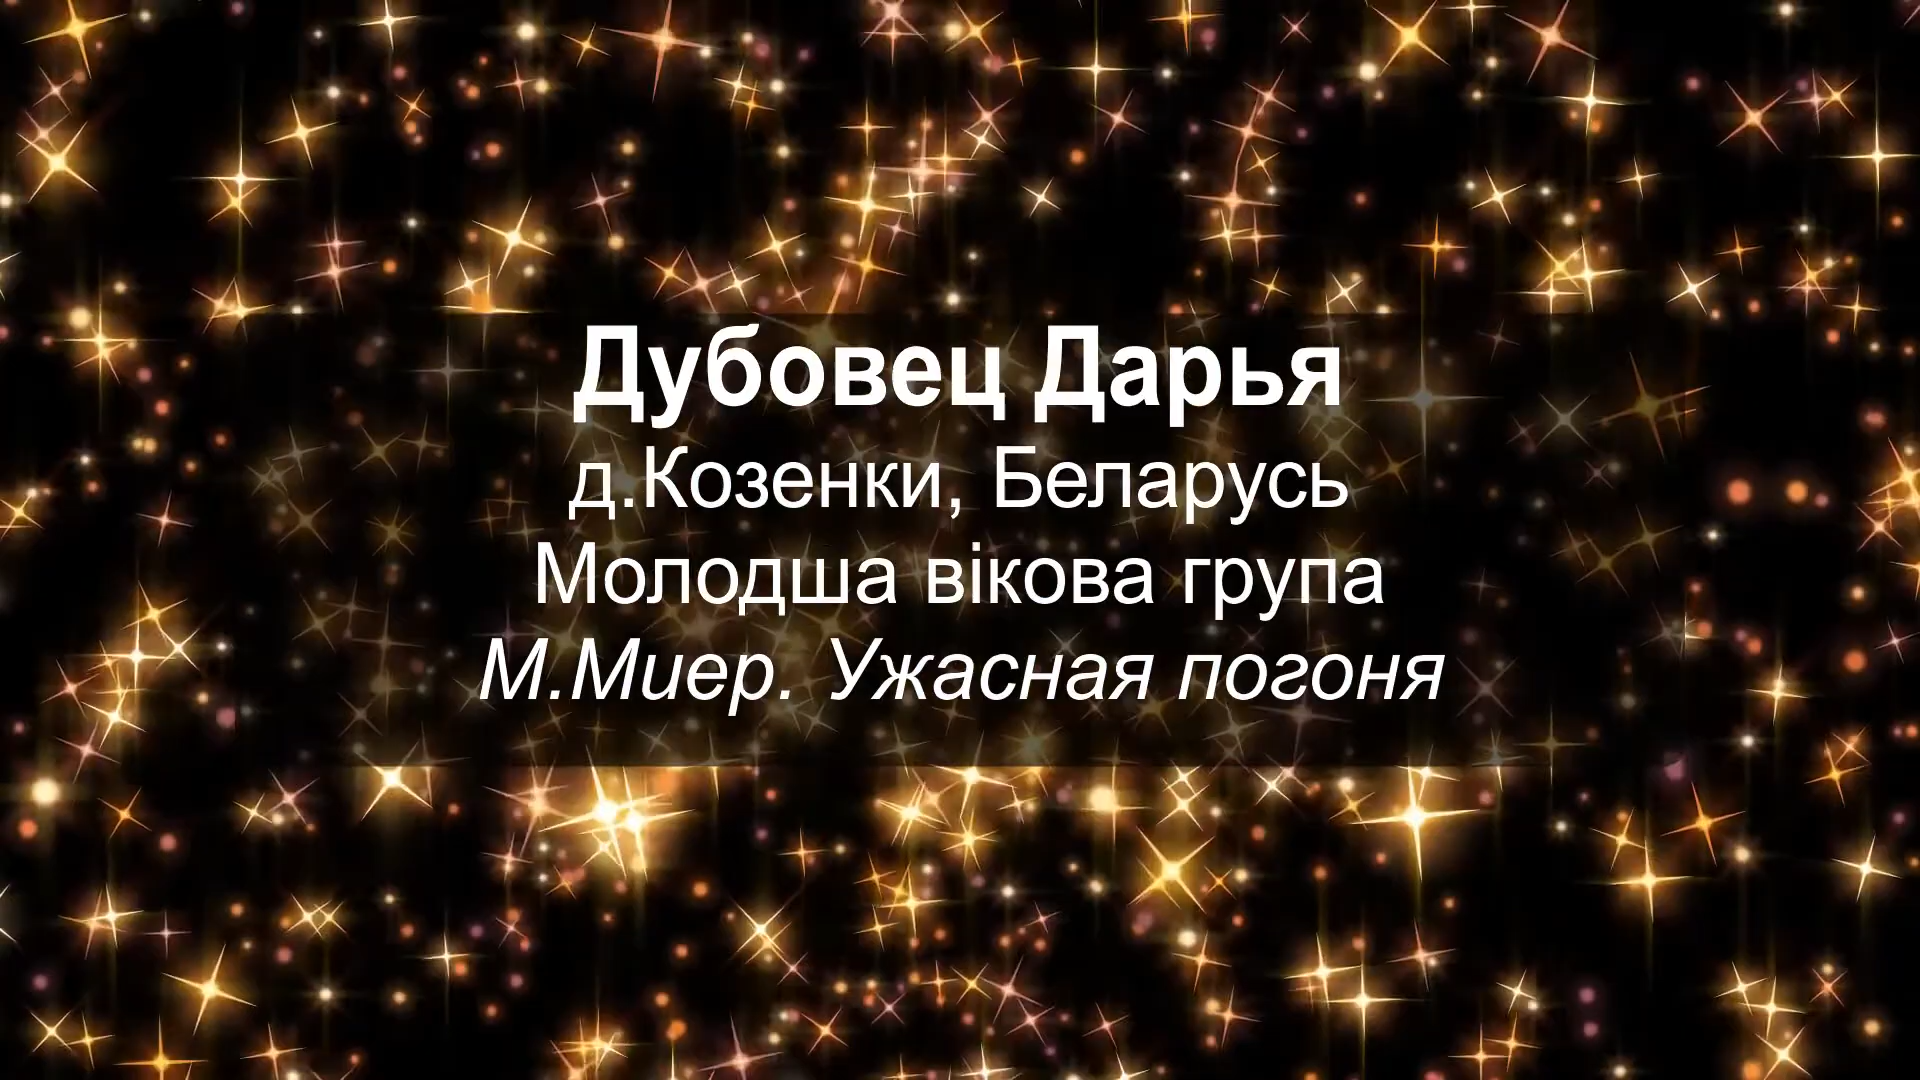 Дубовец Дарья
д.Козенки, Беларусь
Молодша вікова група
М.Миер. Ужасная погоня